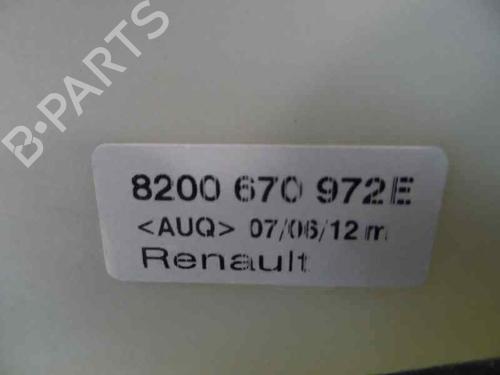 B-PARTS
8200 670 972E
<AUQ> 07/06/12 m
Renault